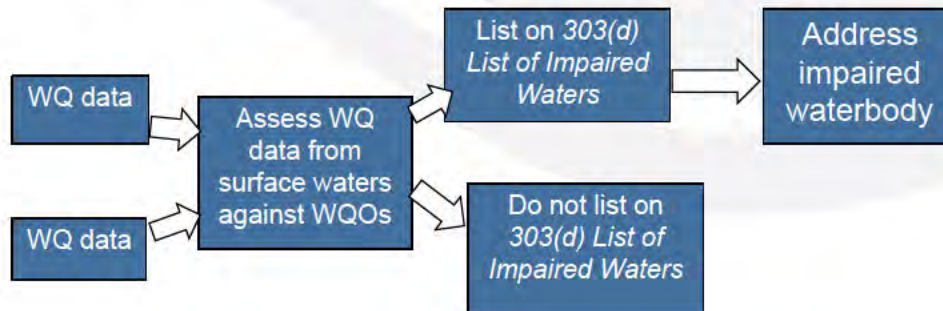 WQ data
WQ data
Assess WQ
data from
surface waters
against WQOs
List on 303(d)
List of Impaired
Waters
Do not list on
303(d) List of
Impaired Waters
Address
impaired
waterbody